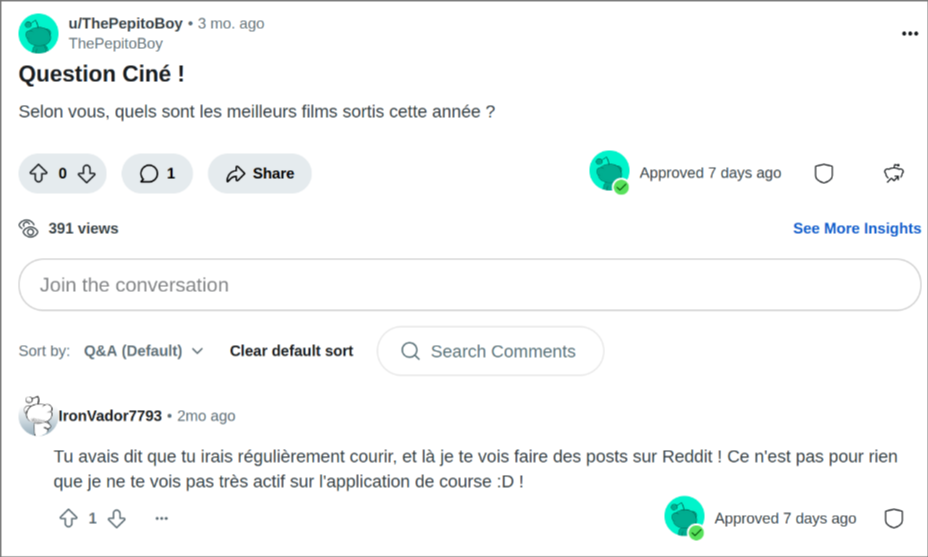 u/ThePepitoBoy • 3 mo. ago
ThePepitoBoy
Question Ciné !
Selon vous, quels sont les meilleurs films sortis cette année ?
0 1 Share Approved 7 days ago
391 views See More Insights
Join the conversation
Sort by: Q&A (Default) Clear default sort Search Comments
IronVador7793 • 2mo ago
Tu avais dit que tu irais régulièrement courir, et là je te vois faire des posts sur Reddit ! Ce n'est pas pour rien
que je ne te vois pas très actif sur l'application de course :D !
1 ... Approved 7 days ago